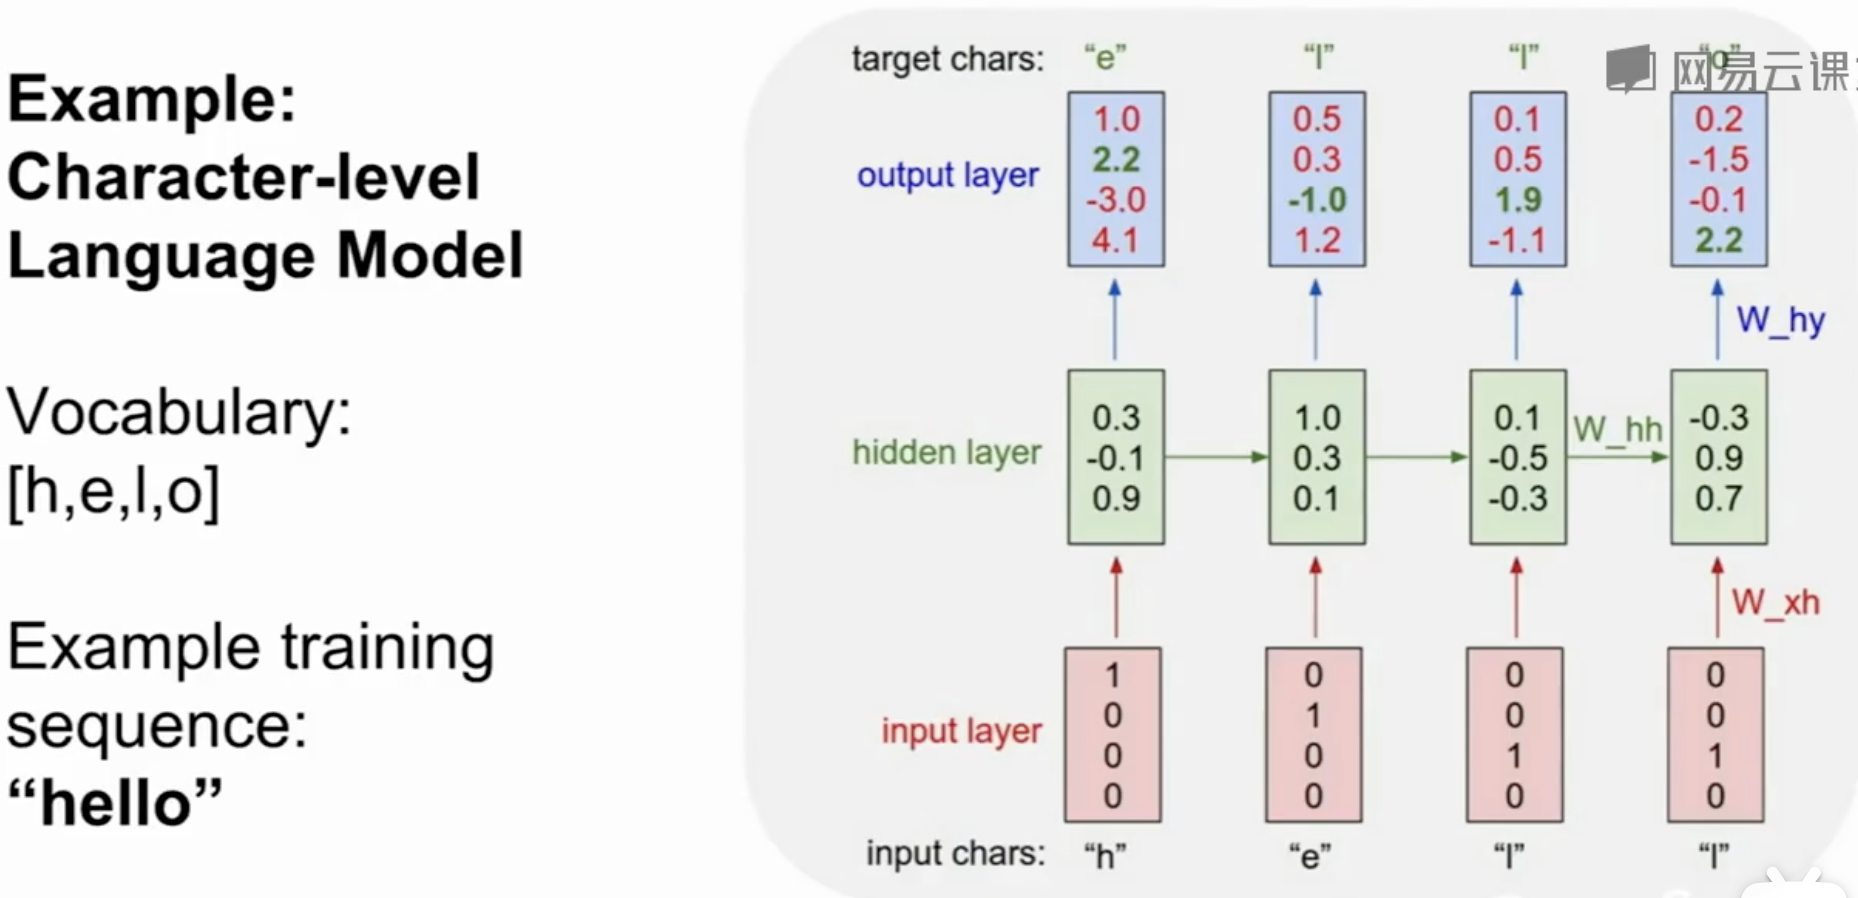 Example:
Character-level
Language Model
Vocabulary:
[h,e,l,o]
Example training
sequence:
“hello”
target chars: “e” “l” “l” “o”
网易云课
output layer
1.0 0.5 0.1 0.2
2.2 0.3 0.5 -1.5
-3.0 -1.0 1.9 -0.1
4.1 1.2 -1.1 2.2
W_hy
hidden layer
0.3 1.0 0.1 -0.3
-0.1 0.3 -0.5 0.9
0.9 0.1 -0.3 0.7
W_hh
W_xh
input layer
1 0 0 0
0 1 0 0
0 0 1 1
0 0 0 0
input chars: “h” “e” “l” “l”